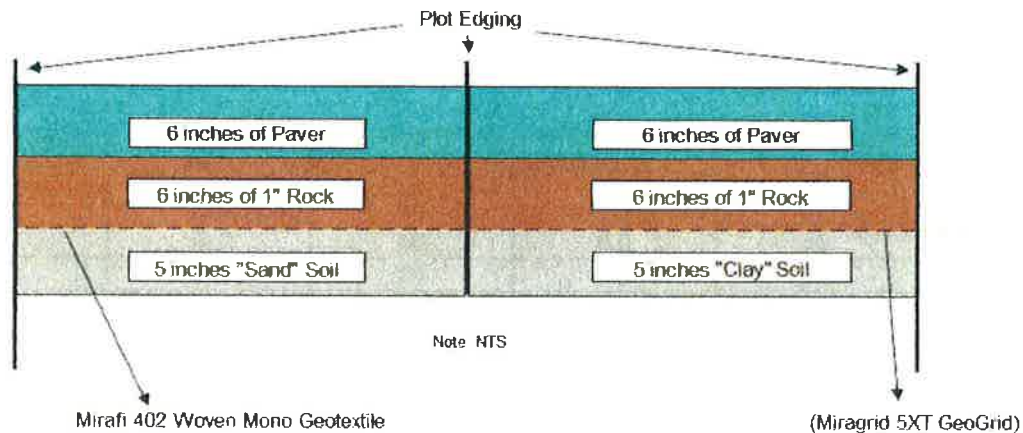 Plot Edging
6 inches of Paver
6 inches of Paver
6 inches of 1" Rock
6 inches of 1" Rock
5 inches "Sand" Soil
5 inches "Clay" Soil
Note NTS
Mirafi 402 Woven Mono Geotextile
(Miragrid 5XT GeoGrid)